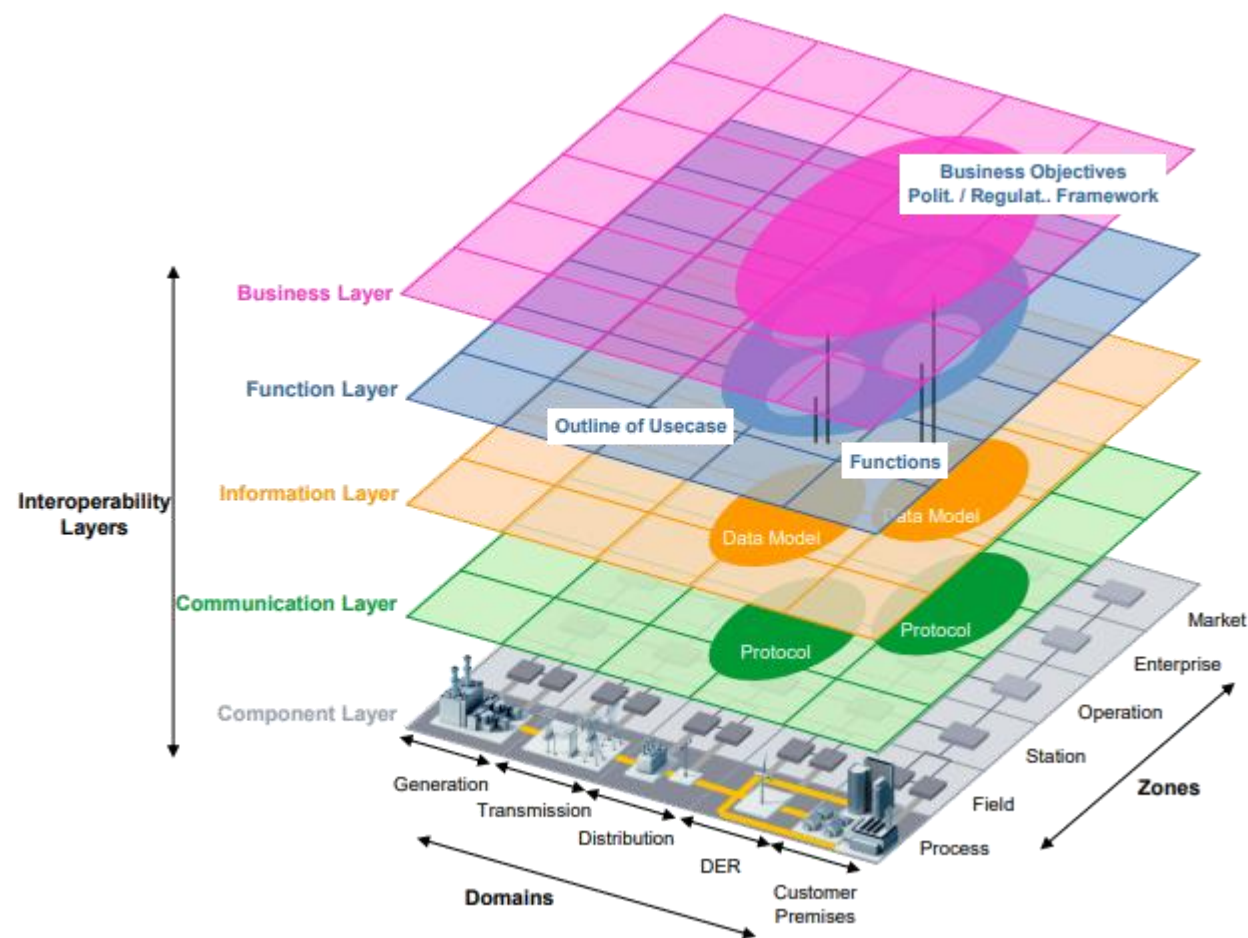 Business Objectives
Polit. / Regulat.. Framework
Business Layer
Function Layer
Outline of Usecase
Functions
Information Layer
Interoperability
Layers
Data Model
Data Model
Communication Layer
Protocol
Protocol
Market
Enterprise
Component Layer
Operation
Station
Zones
Generation
Field
Transmission
Distribution
Process
DER
Domains
Customer
Premises